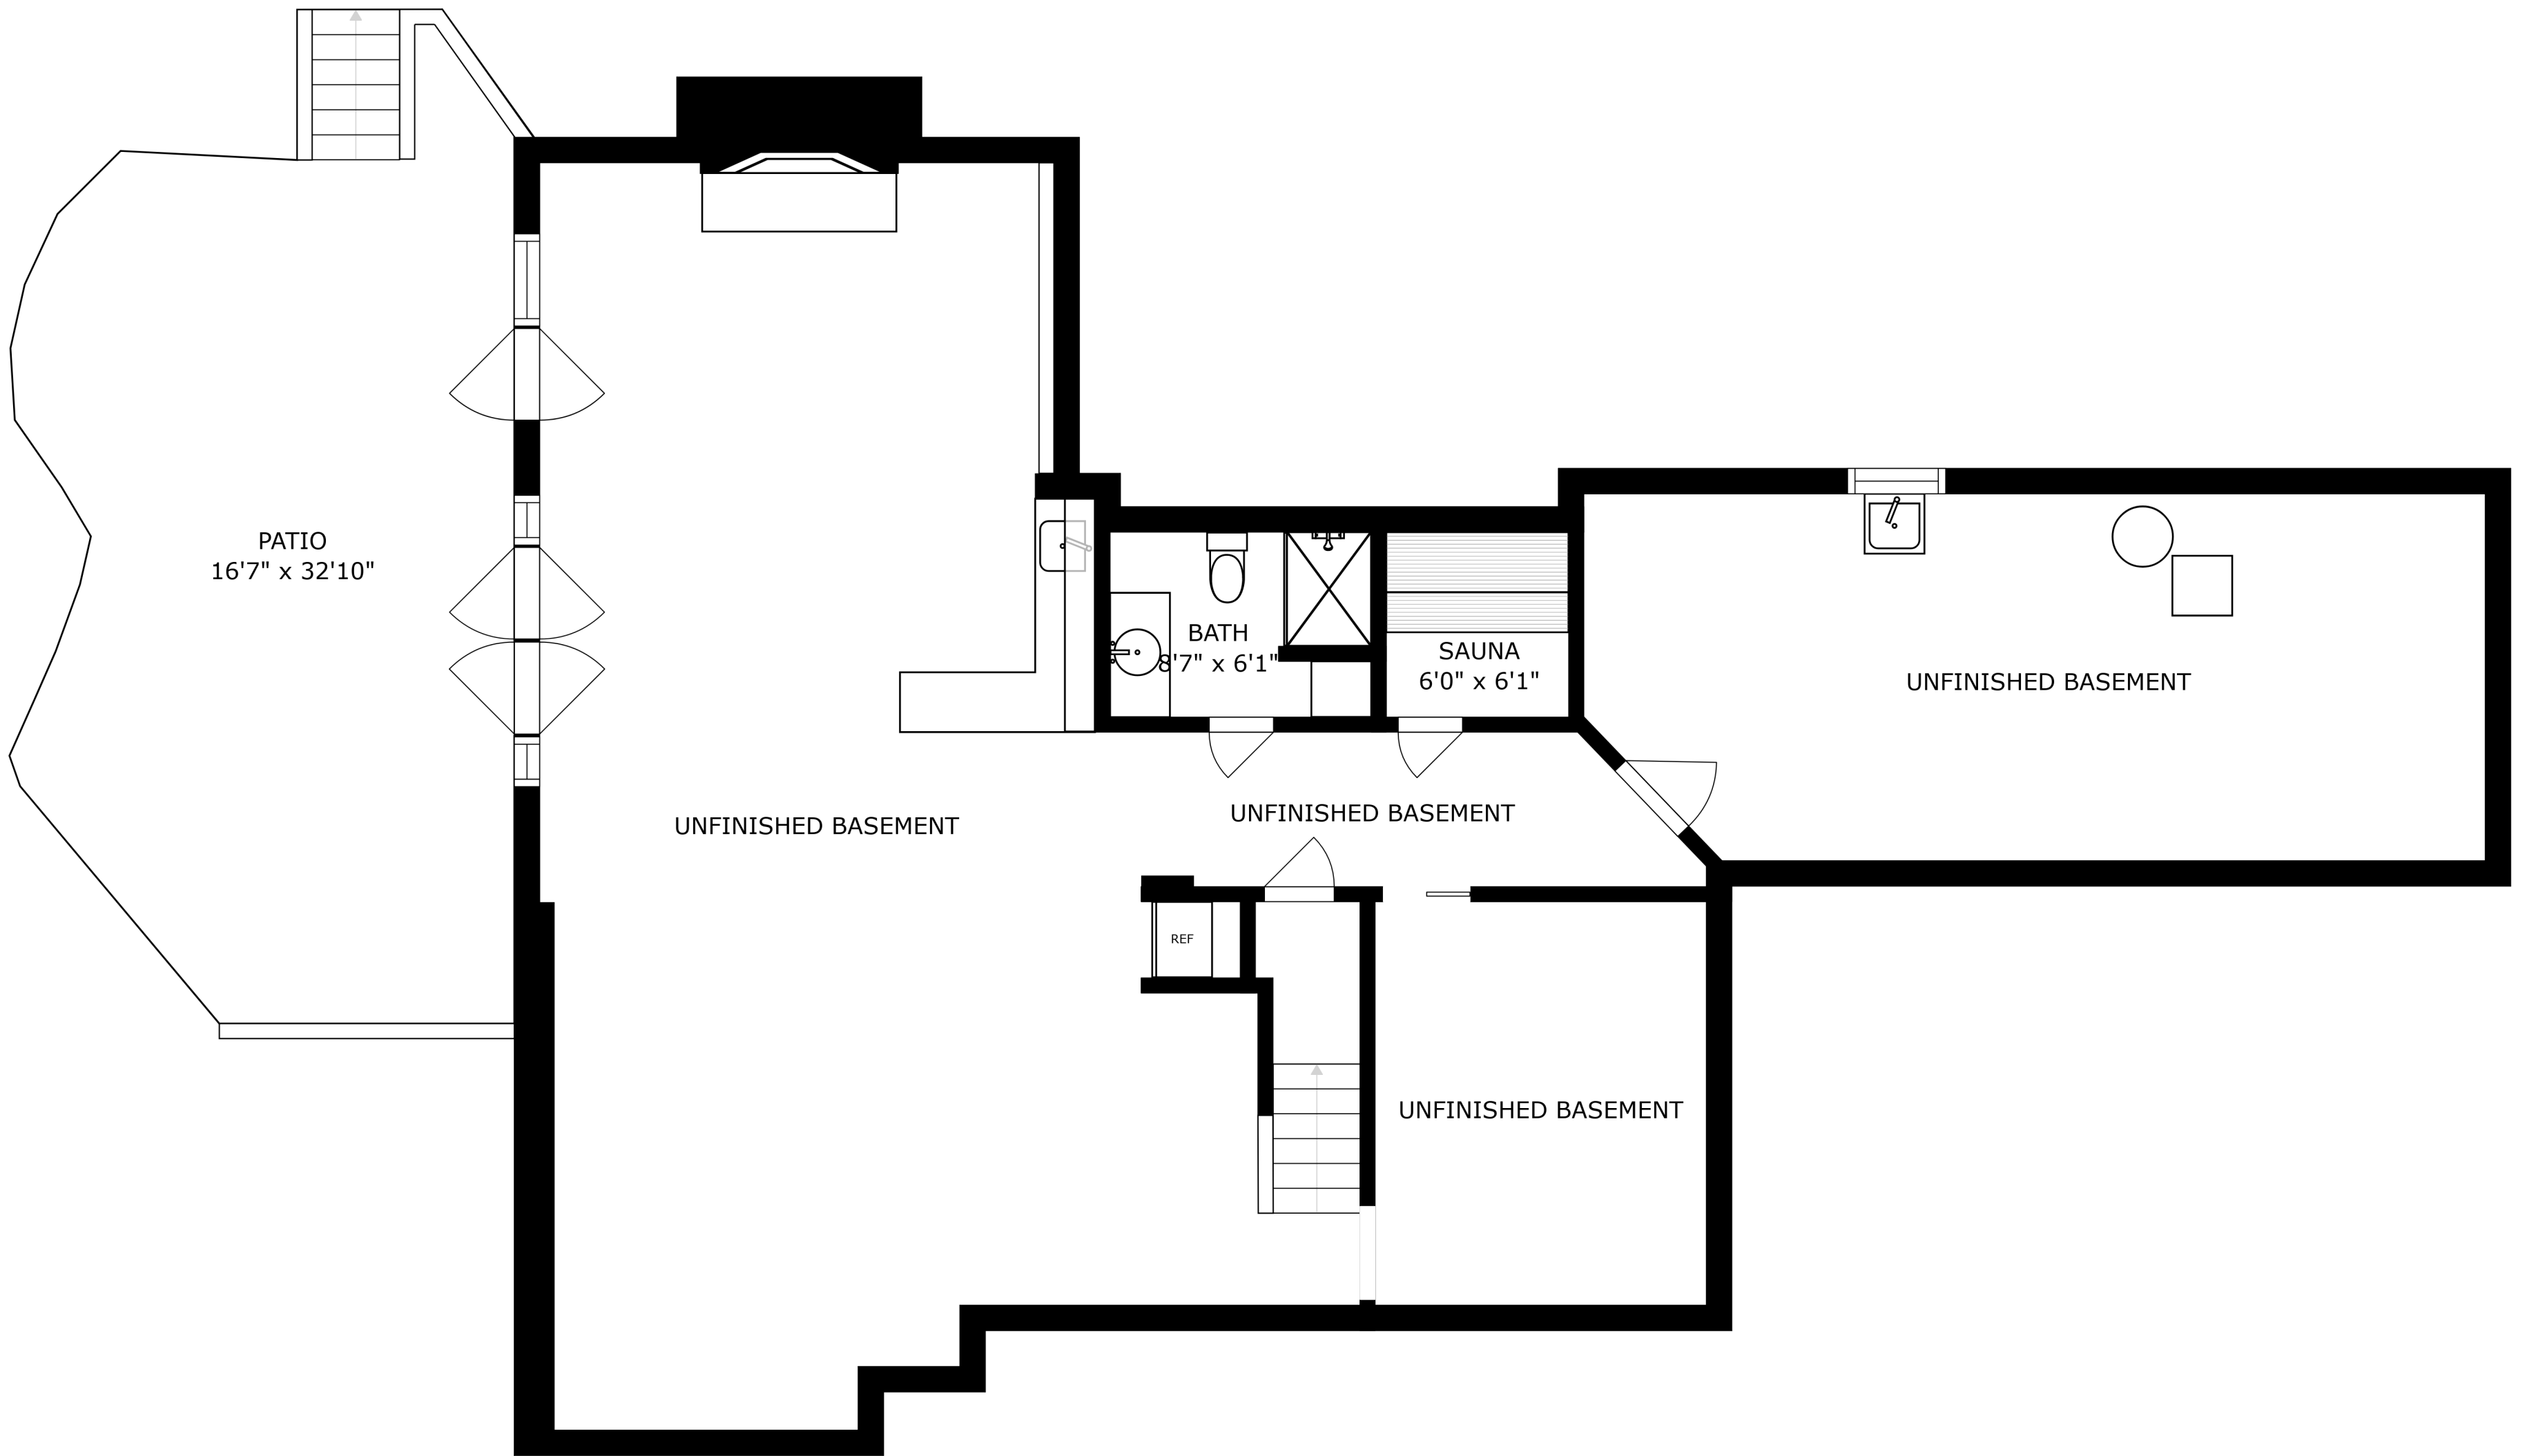 PATIO
16'7" x 32'10"
BATH
8'7" x 6'1"
SAUNA
6'0" x 6'1"
UNFINISHED BASEMENT
UNFINISHED BASEMENT
UNFINISHED BASEMENT
REF
UNFINISHED BASEMENT